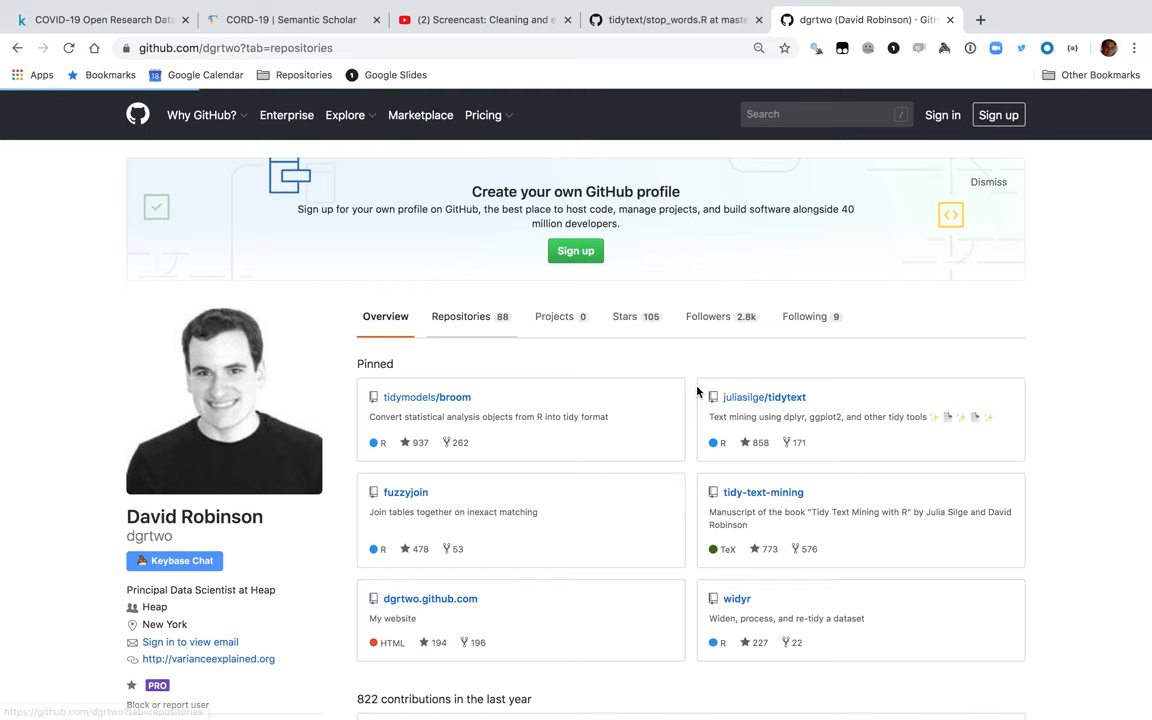 COVID-19 Open Research Data
CORD-19 | Semantic Scholar
(2) Screencast: Cleaning and e
tidytext/stop_words.R at maste
dgrtwo (David Robinson) · GitH
github.com/dgrtwo?tab=repositories
Apps
Bookmarks
Google Calendar
Repositories
Google Slides
Other Bookmarks
Why GitHub?
Enterprise
Explore
Marketplace
Pricing
Search
/
Sign in
Sign up
Create your own GitHub profile
Dismiss
Sign up for your own profile on GitHub, the best place to host code, manage projects, and build software alongside 40
million developers.
Sign up
Overview
Repositories 88
Projects 0
Stars 105
Followers 2.8k
Following 9
Pinned
tidymodels/broom
Convert statistical analysis objects from R into tidy format
R 937 262
juliasilge/tidytext
Text mining using dplyr, ggplot2, and other tidy tools
R 858 171
fuzzyjoin
Join tables together on inexact matching
R 478 53
tidy-text-mining
Manuscript of the book "Tidy Text Mining with R" by Julia Silge and David
Robinson
TeX 773 576
dgrtwo.github.com
My website
HTML 194 196
widyr
Widen, process, and re-tidy a dataset
R 227 22
822 contributions in the last year
David Robinson
dgrtwo
Keybase Chat
Principal Data Scientist at Heap
Heap
New York
Sign in to view email
http://varianceexplained.org
PRO
Block or report user
https://github.com/dgrtwo?tab=repositories